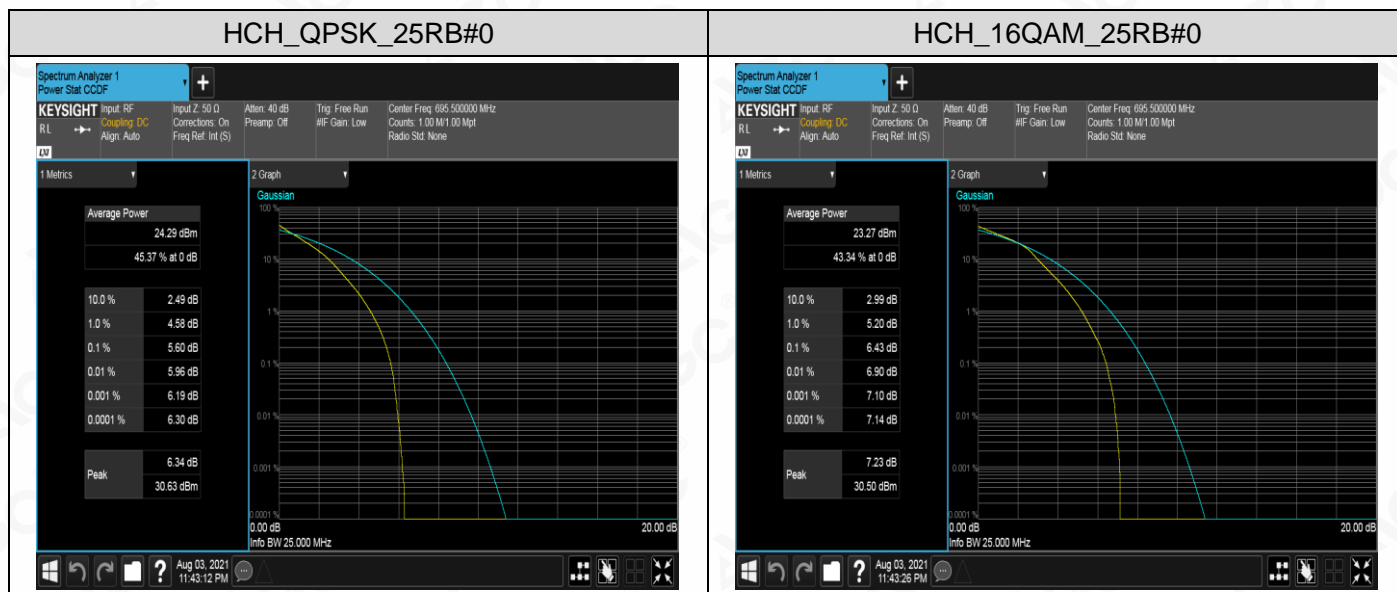 HCH_QPSK_25RB#0
Spectrum Analyzer 1
Power Stat CCDF
+
KEYSIGHT
RL
LXI
Input: RF
Coupling: DC
Align: Auto
Input Z: 50 Ω
Corrections: On
Freq Ref: Int (S)
Atten: 40 dB
Preamp: Off
Trig: Free Run
#IF Gain: Low
Center Freq: 695.500000 MHz
Counts: 1.00 M/1.00 Mpt
Radio Std: None
1 Metrics
Average Power
24.29 dBm
45.37 % at 0 dB
10.0 % 2.49 dB
1.0 % 4.58 dB
0.1 % 5.60 dB
0.01 % 5.96 dB
0.001 % 6.19 dB
0.0001 % 6.30 dB
Peak
6.34 dB
30.63 dBm
2 Graph
Gaussian
100 %
10 %
1 %
0.1 %
0.01 %
0.001 %
0.0001 %
0.00 dB 20.00 dB
Info BW 25.000 MHz
?
Aug 03, 2021
11:43:12 PM
HCH_16QAM_25RB#0
Spectrum Analyzer 1
Power Stat CCDF
+
KEYSIGHT
RL
LXI
Input: RF
Coupling: DC
Align: Auto
Input Z: 50 Ω
Corrections: On
Freq Ref: Int (S)
Atten: 40 dB
Preamp: Off
Trig: Free Run
#IF Gain: Low
Center Freq: 695.500000 MHz
Counts: 1.00 M/1.00 Mpt
Radio Std: None
1 Metrics
Average Power
23.27 dBm
43.34 % at 0 dB
10.0 % 2.99 dB
1.0 % 5.20 dB
0.1 % 6.43 dB
0.01 % 6.90 dB
0.001 % 7.10 dB
0.0001 % 7.14 dB
Peak
7.23 dB
30.50 dBm
2 Graph
Gaussian
100 %
10 %
1 %
0.1 %
0.01 %
0.001 %
0.0001 %
0.00 dB 20.00 dB
Info BW 25.000 MHz
?
Aug 03, 2021
11:43:26 PM